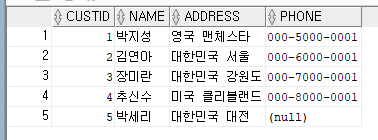 CUSTID NAME ADDRESS PHONE
1 1 박지성 영국 맨체스타 000-5000-0001
2 2 김연아 대한민국 서울 000-6000-0001
3 3 장미란 대한민국 강원도 000-7000-0001
4 4 추신수 미국 클리블랜드 000-8000-0001
5 5 박세리 대한민국 대전 (null)